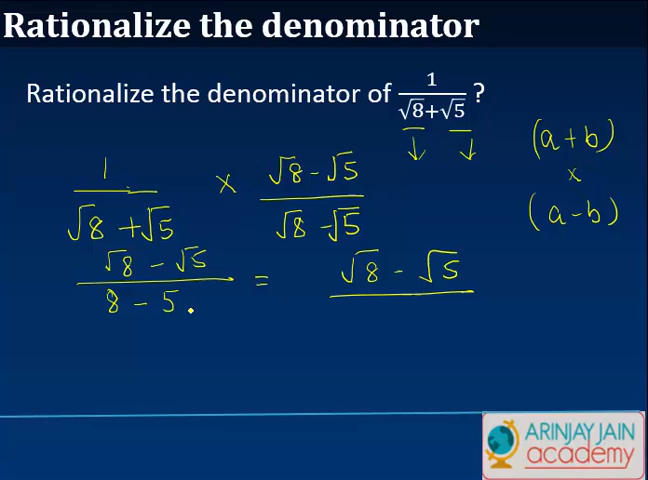 Rationalize the denominator
Rationalize the denominator of 1/(√8+√5) ?
(a+b)
×
(a-b)
1/(√8 + √5) × (√8 - √5)/(√8 - √5)
(√8 - √5)/(8 - 5) = √8 - √5
ARINJAY JAIN
academy